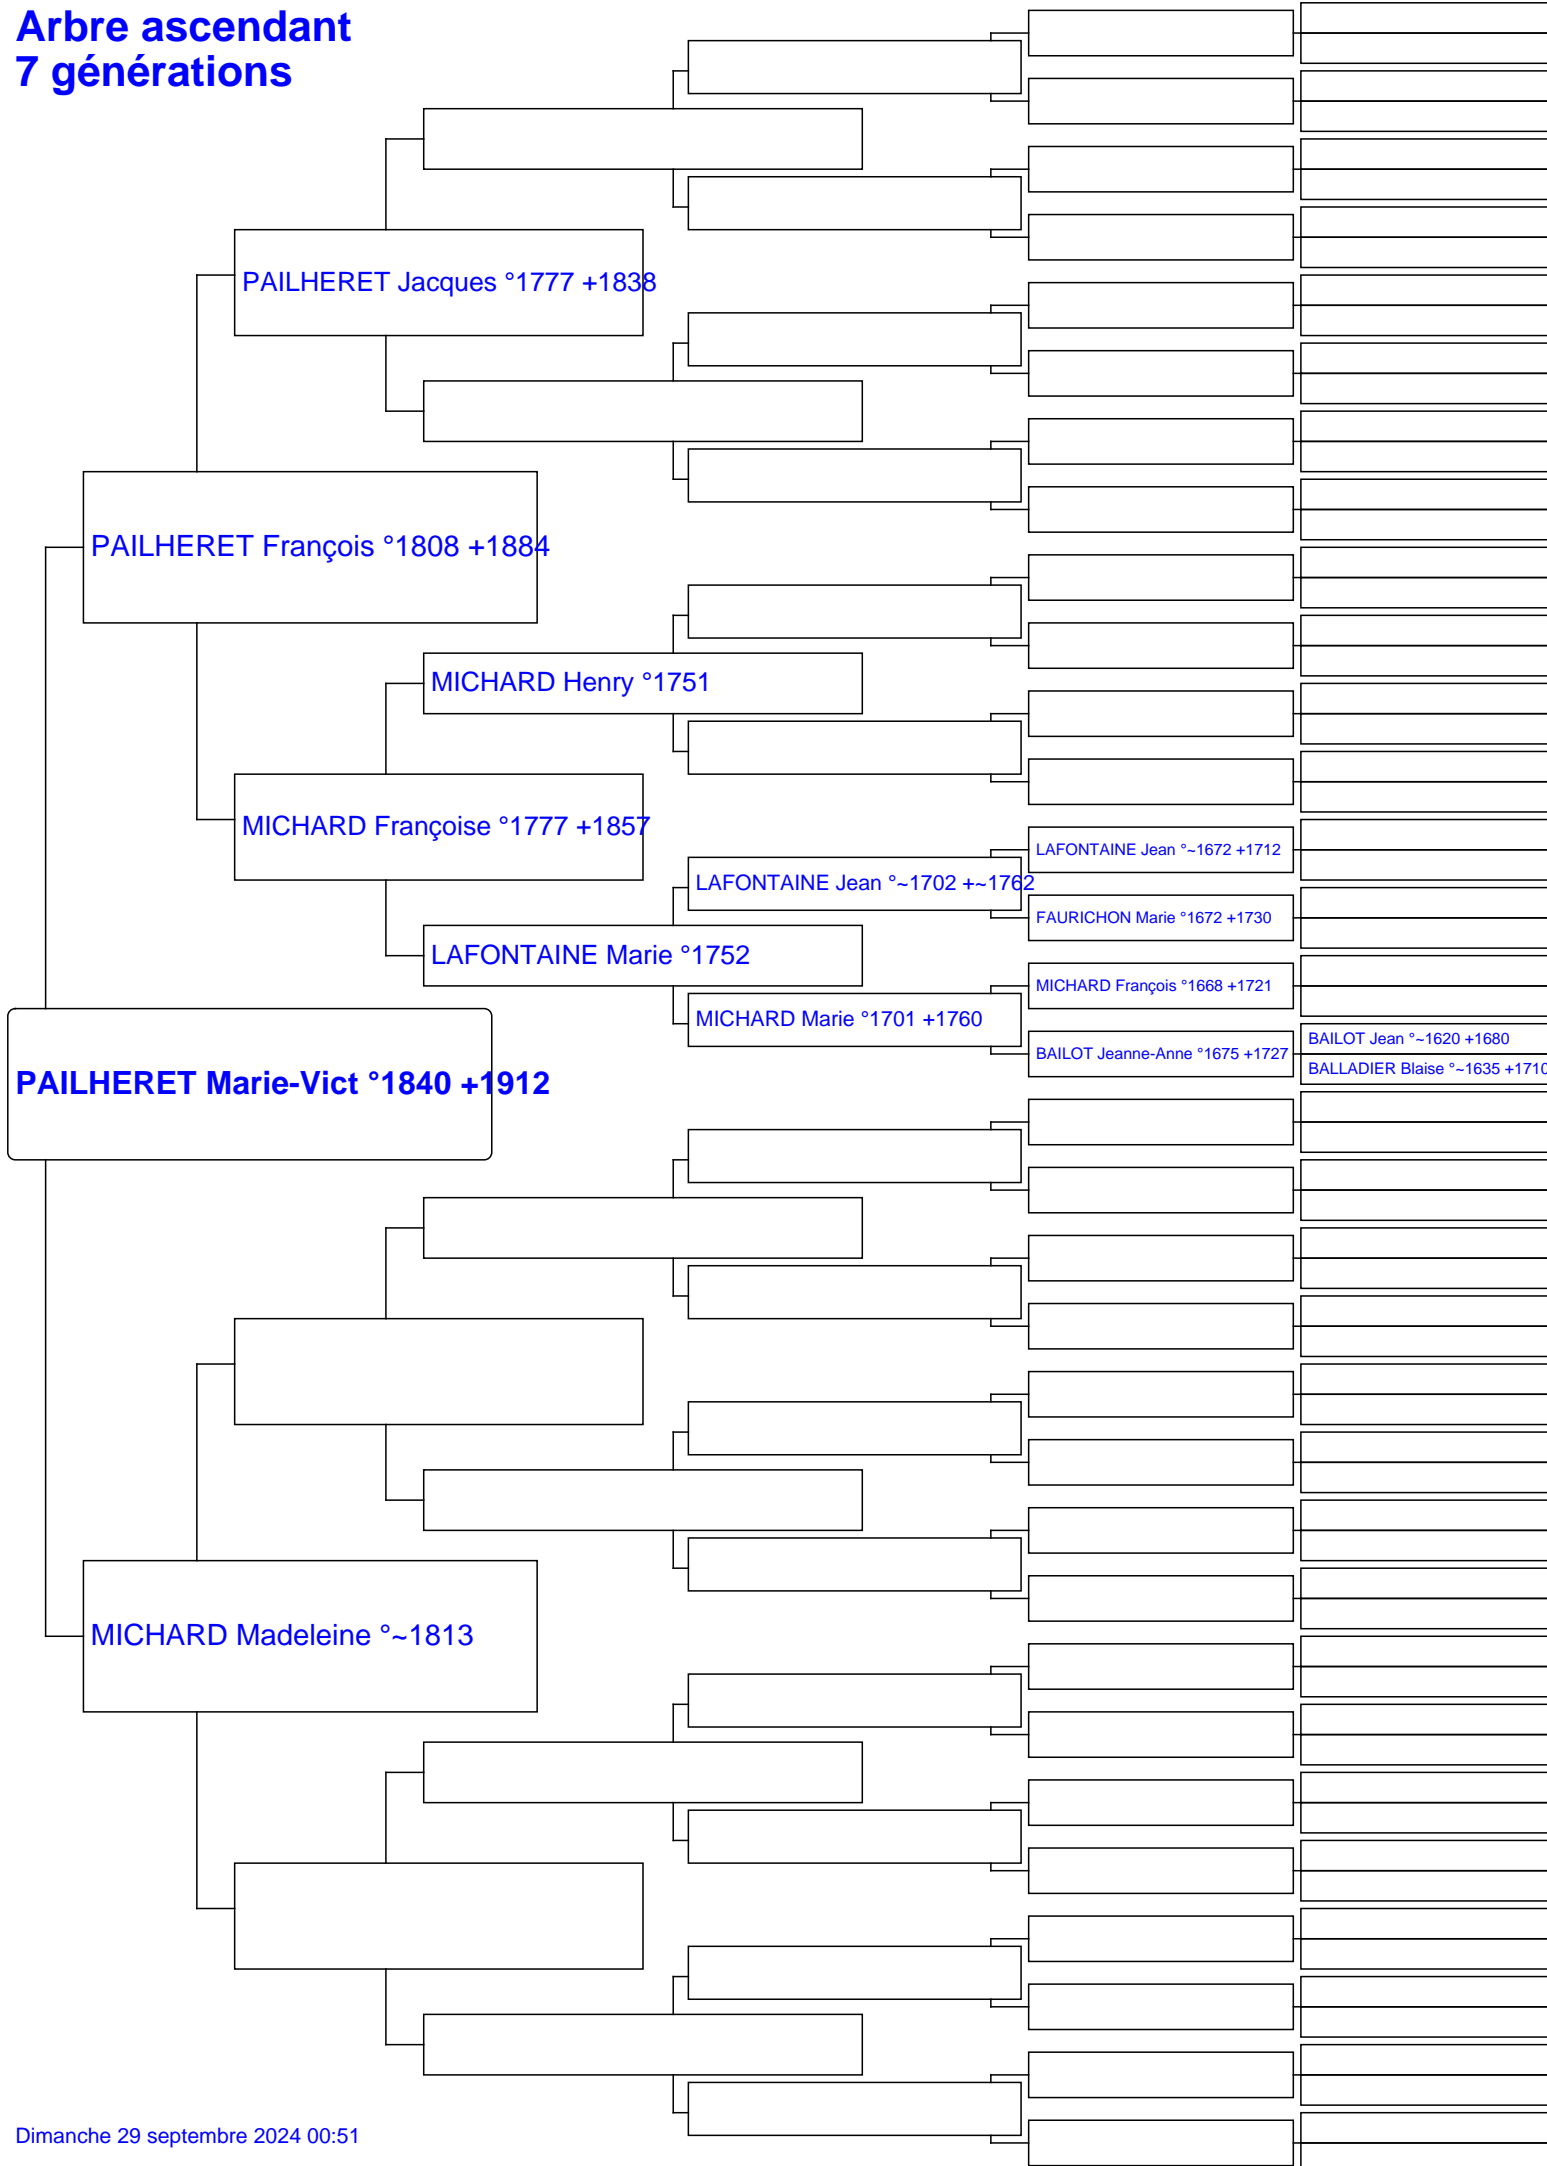 Arbre ascendant
7 générations
PAILHERET Jacques °1777 +1838
PAILHERET François °1808 +1884
MICHARD Henry °1751
MICHARD Françoise °1777 +1857
LAFONTAINE Jean °~1672 +1712
LAFONTAINE Jean °~1702 +~1762
FAURICHON Marie °1672 +1730
LAFONTAINE Marie °1752
MICHARD François °1668 +1721
MICHARD Marie °1701 +1760
BAILOT Jean °~1620 +1680
BAILOT Jeanne-Anne °1675 +1727
BALLADIER Blaise °~1635 +1710
PAILHERET Marie-Vict °1840 +1912
MICHARD Madeleine °~1813
Dimanche 29 septembre 2024 00:51